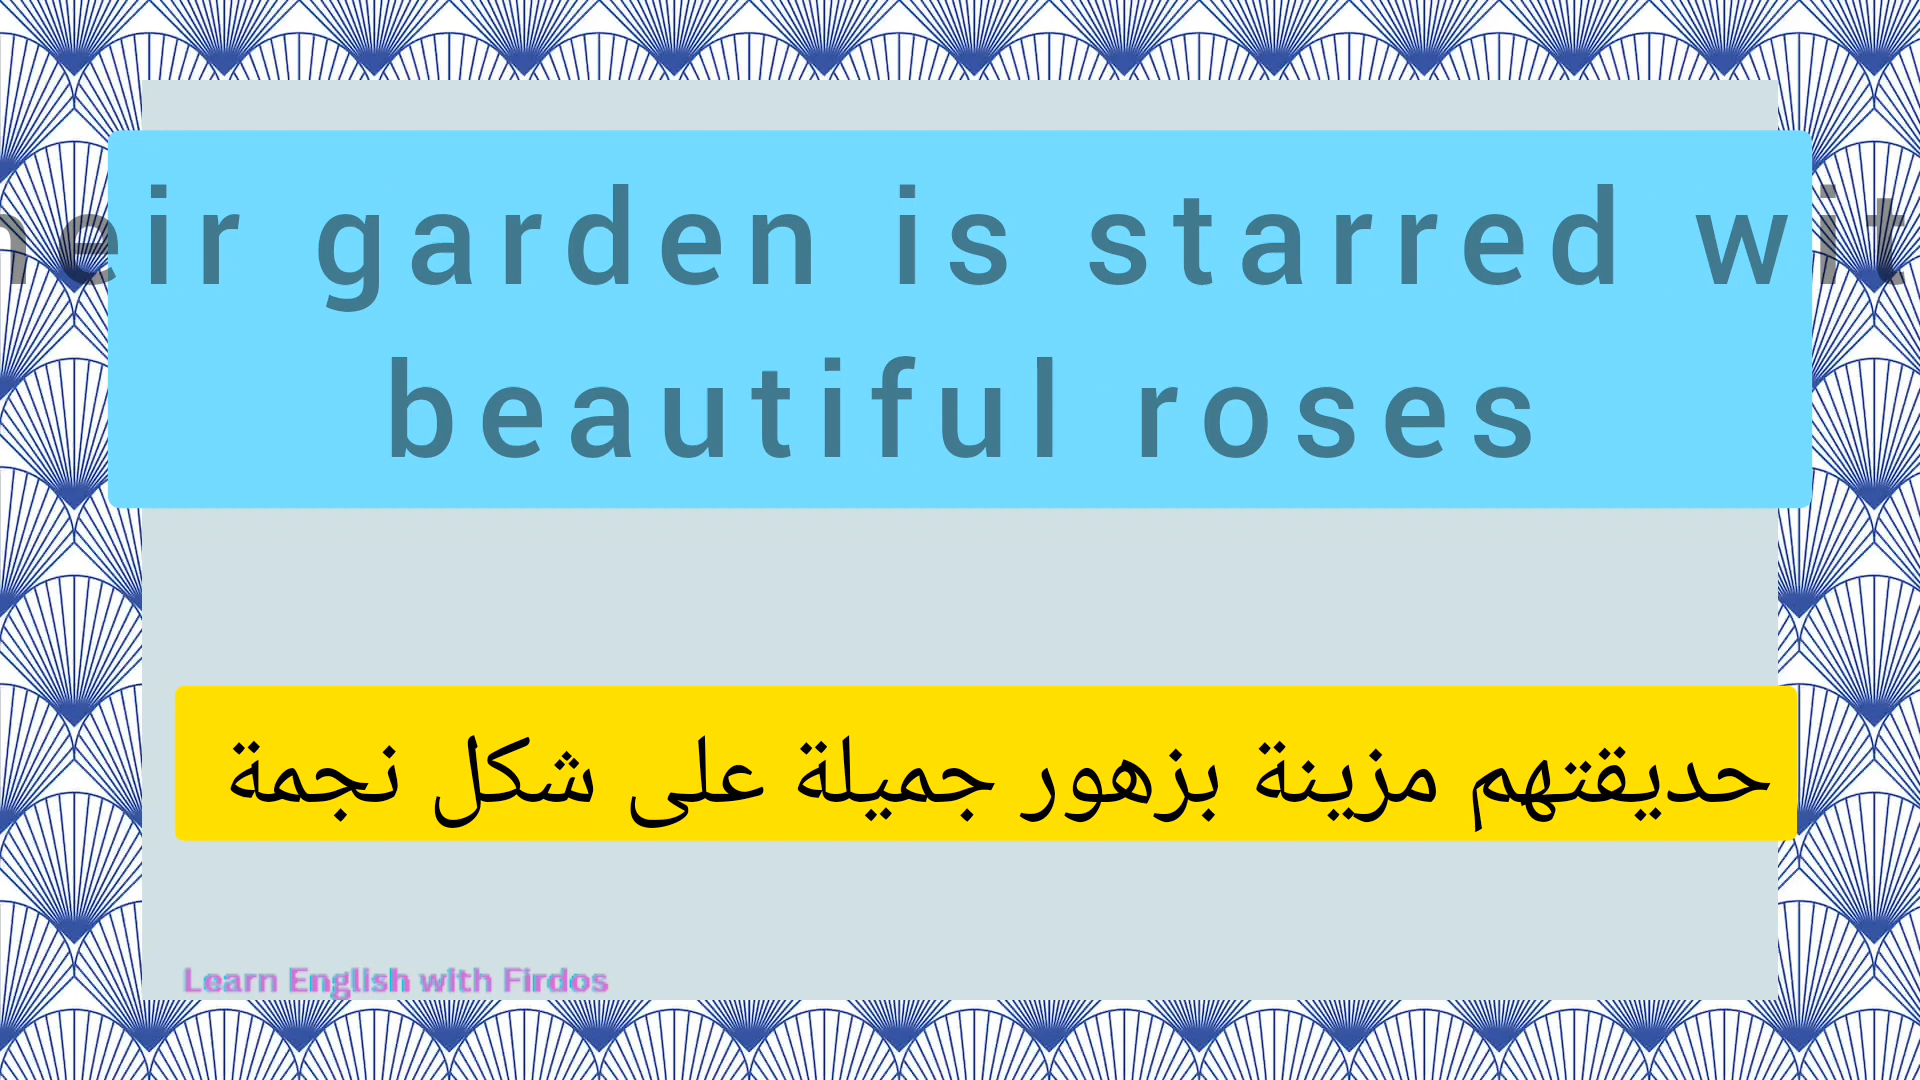 heir garden is starred wit
beautiful roses
حديقتهم مزينة بزهور جميلة على شكل نجمة
Learn English with Firdos